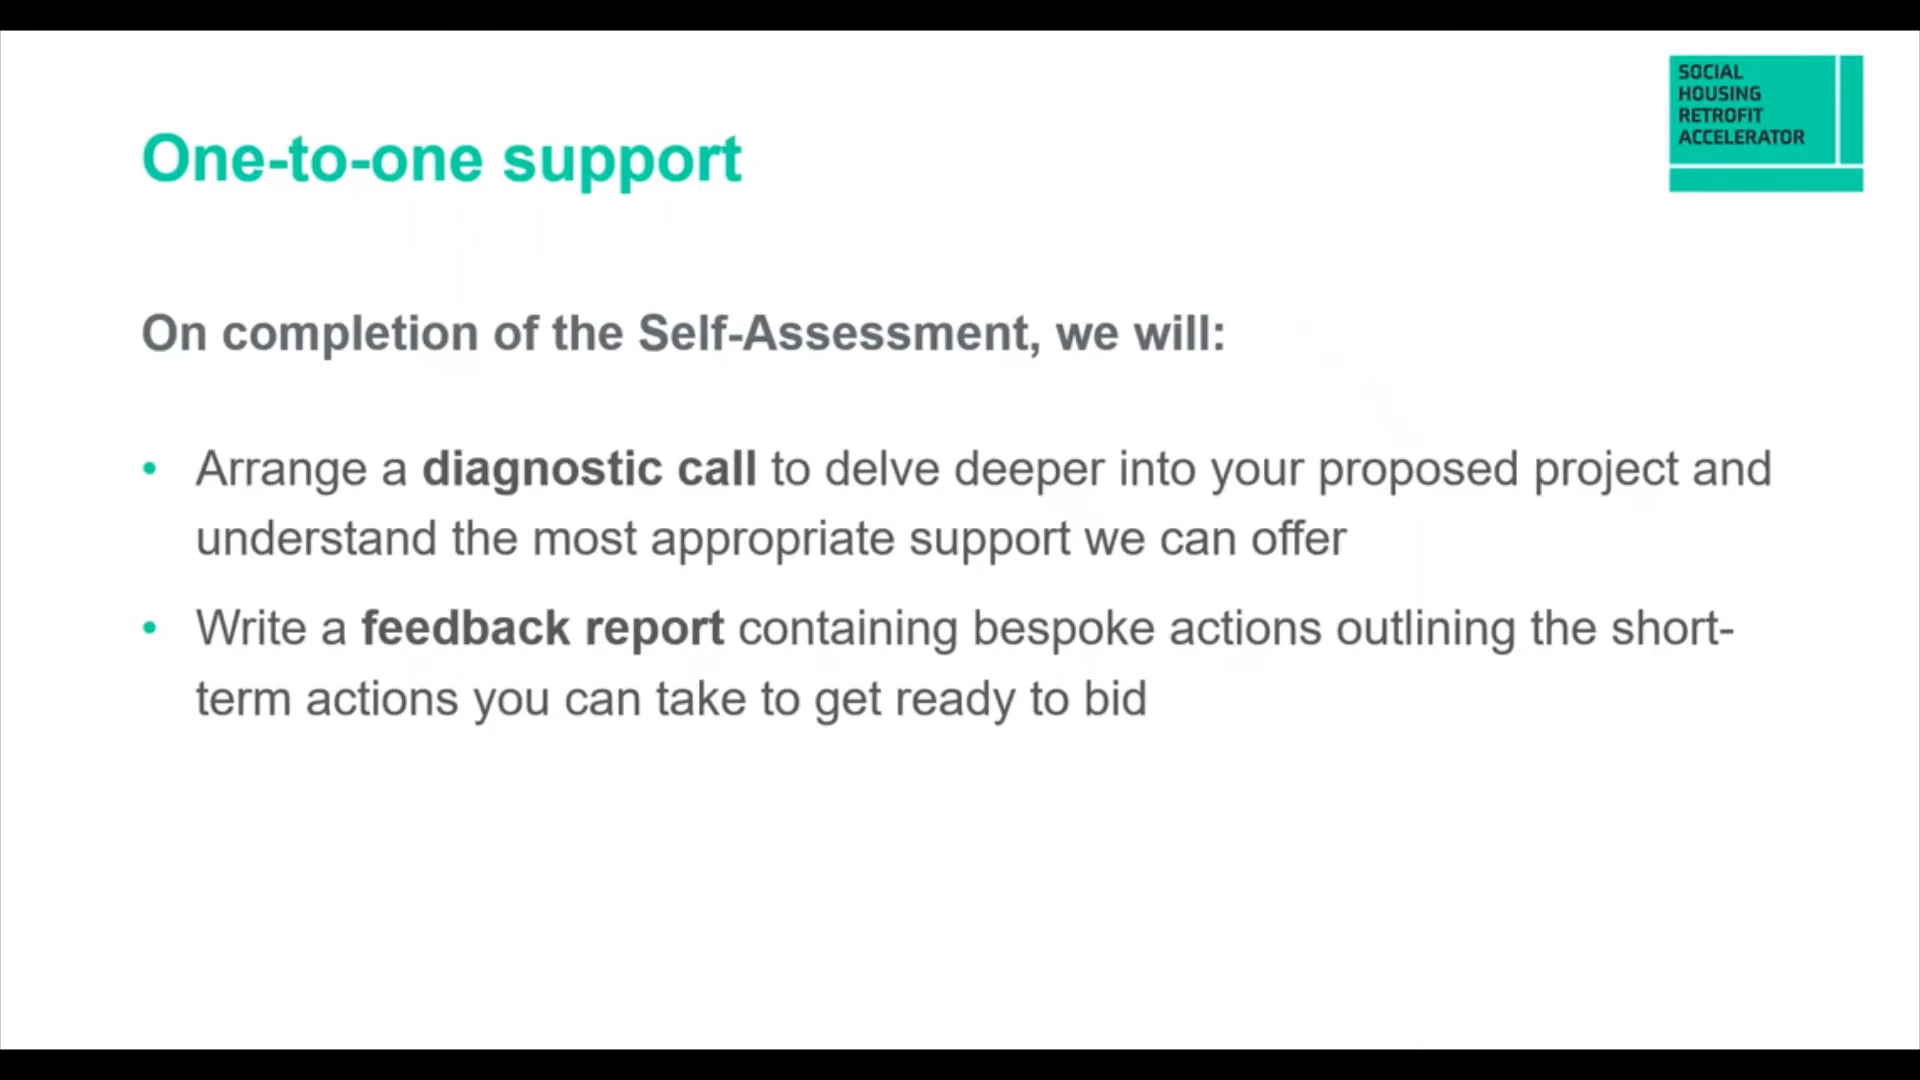 SOCIAL
HOUSING
RETROFIT
ACCELERATOR
One-to-one support
On completion of the Self-Assessment, we will:
• Arrange a diagnostic call to delve deeper into your proposed project and
understand the most appropriate support we can offer
• Write a feedback report containing bespoke actions outlining the short-
term actions you can take to get ready to bid